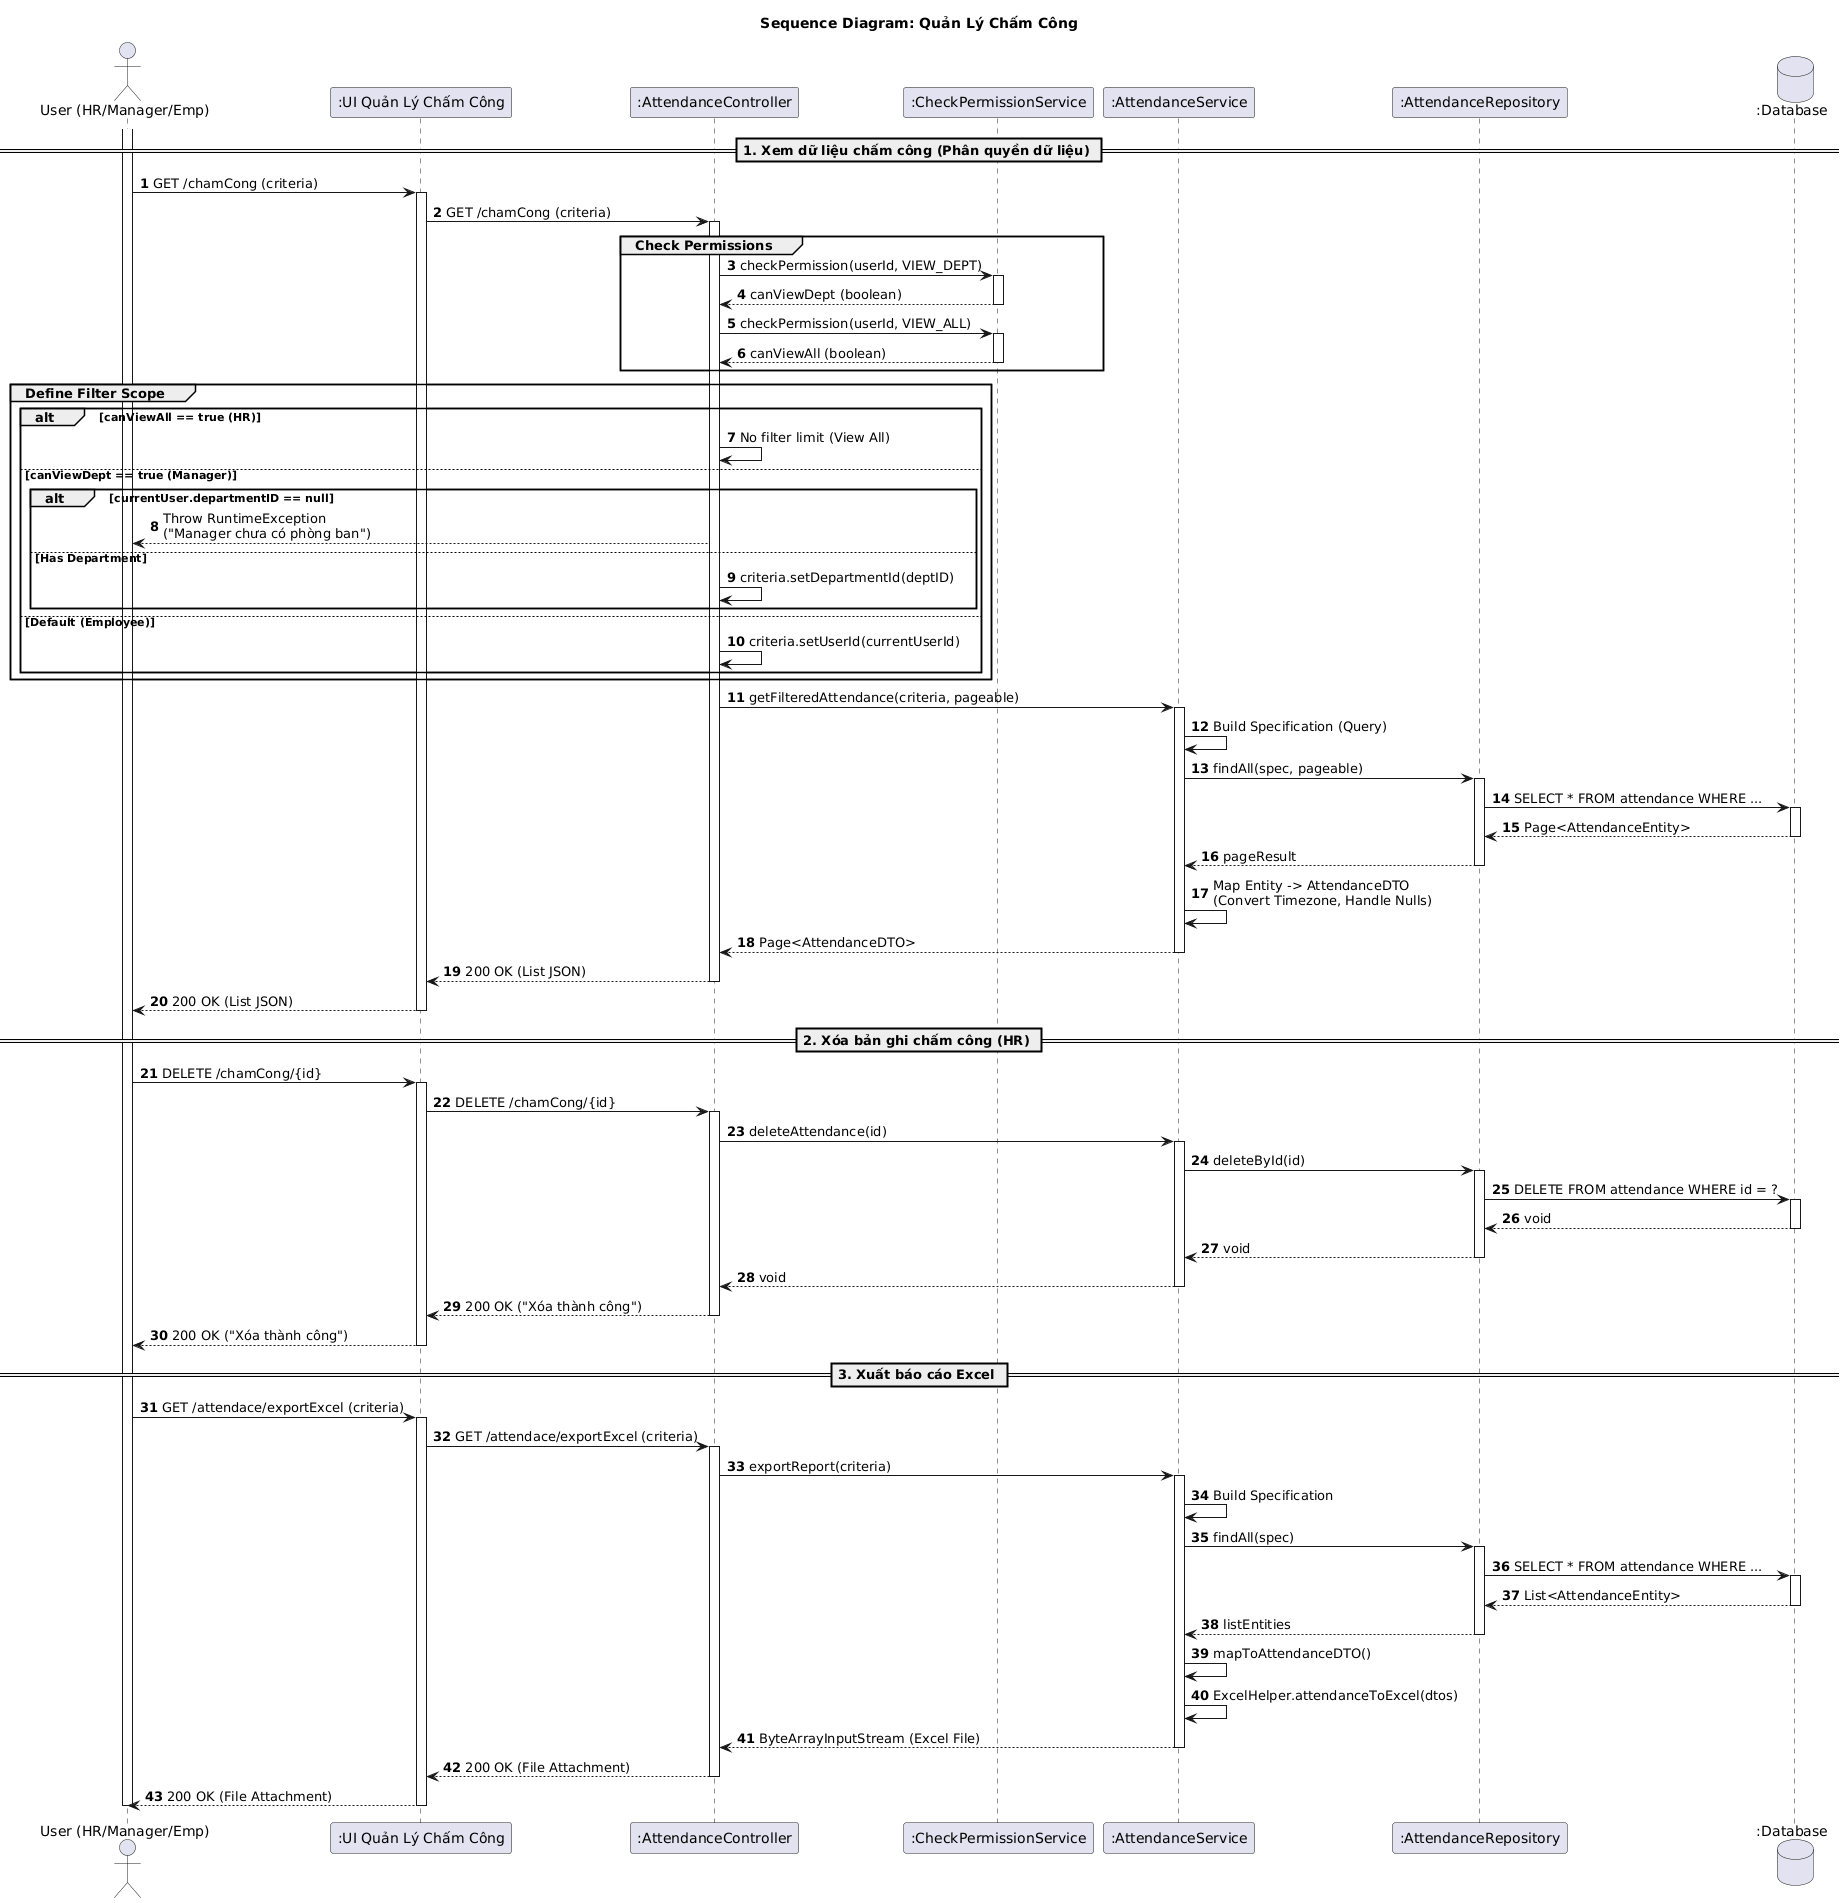 Sequence Diagram: Quản Lý Chấm Công
User (HR/Manager/Emp)
:UI Quản Lý Chấm Công
:AttendanceController
:CheckPermissionService
:AttendanceService
:AttendanceRepository
:Database
1. Xem dữ liệu chấm công (Phân quyền dữ liệu)
1 GET /chamCong (criteria)
2 GET /chamCong (criteria)
Check Permissions
3 checkPermission(userId, VIEW_DEPT)
4 canViewDept (boolean)
5 checkPermission(userId, VIEW_ALL)
6 canViewAll (boolean)
Define Filter Scope
alt [canViewAll == true (HR)]
7 No filter limit (View All)
[canViewDept == true (Manager)]
alt [currentUser.departmentID == null]
8 Throw RuntimeException
("Manager chưa có phòng ban")
[Has Department]
9 criteria.setDepartmentId(deptID)
[Default (Employee)]
10 criteria.setUserId(currentUserId)
11 getFilteredAttendance(criteria, pageable)
12 Build Specification (Query)
13 findAll(spec, pageable)
14 SELECT * FROM attendance WHERE ...
15 Page<AttendanceEntity>
16 pageResult
17 Map Entity -> AttendanceDTO
(Convert Timezone, Handle Nulls)
18 Page<AttendanceDTO>
19 200 OK (List JSON)
20 200 OK (List JSON)
2. Xóa bản ghi chấm công (HR)
21 DELETE /chamCong/{id}
22 DELETE /chamCong/{id}
23 deleteAttendance(id)
24 deleteById(id)
25 DELETE FROM attendance WHERE id = ?
26 void
27 void
28 void
29 200 OK ("Xóa thành công")
30 200 OK ("Xóa thành công")
3. Xuất báo cáo Excel
31 GET /attendace/exportExcel (criteria)
32 GET /attendace/exportExcel (criteria)
33 exportReport(criteria)
34 Build Specification
35 findAll(spec)
36 SELECT * FROM attendance WHERE ...
37 List<AttendanceEntity>
38 listEntities
39 mapToAttendanceDTO()
40 ExcelHelper.attendanceToExcel(dtos)
41 ByteArrayInputStream (Excel File)
42 200 OK (File Attachment)
43 200 OK (File Attachment)
User (HR/Manager/Emp)
:UI Quản Lý Chấm Công
:AttendanceController
:CheckPermissionService
:AttendanceService
:AttendanceRepository
:Database